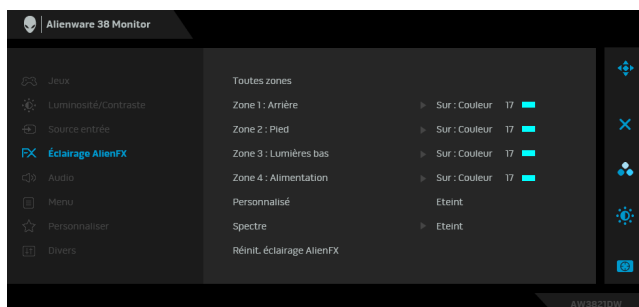 Alienware 38 Monitor
Jeux
Luminosité/Contraste
Source entrée
FX Éclairage AlienFX
Audio
Menu
Personnaliser
Divers
Toutes zones
Zone 1 : Arrière Sur : Couleur 17
Zone 2 : Pied Sur : Couleur 17
Zone 3 : Lumières bas Sur : Couleur 17
Zone 4 : Alimentation Sur : Couleur 17
Personnalisé Eteint
Spectre Eteint
Réinit. éclairage AlienFX
AW3821DW